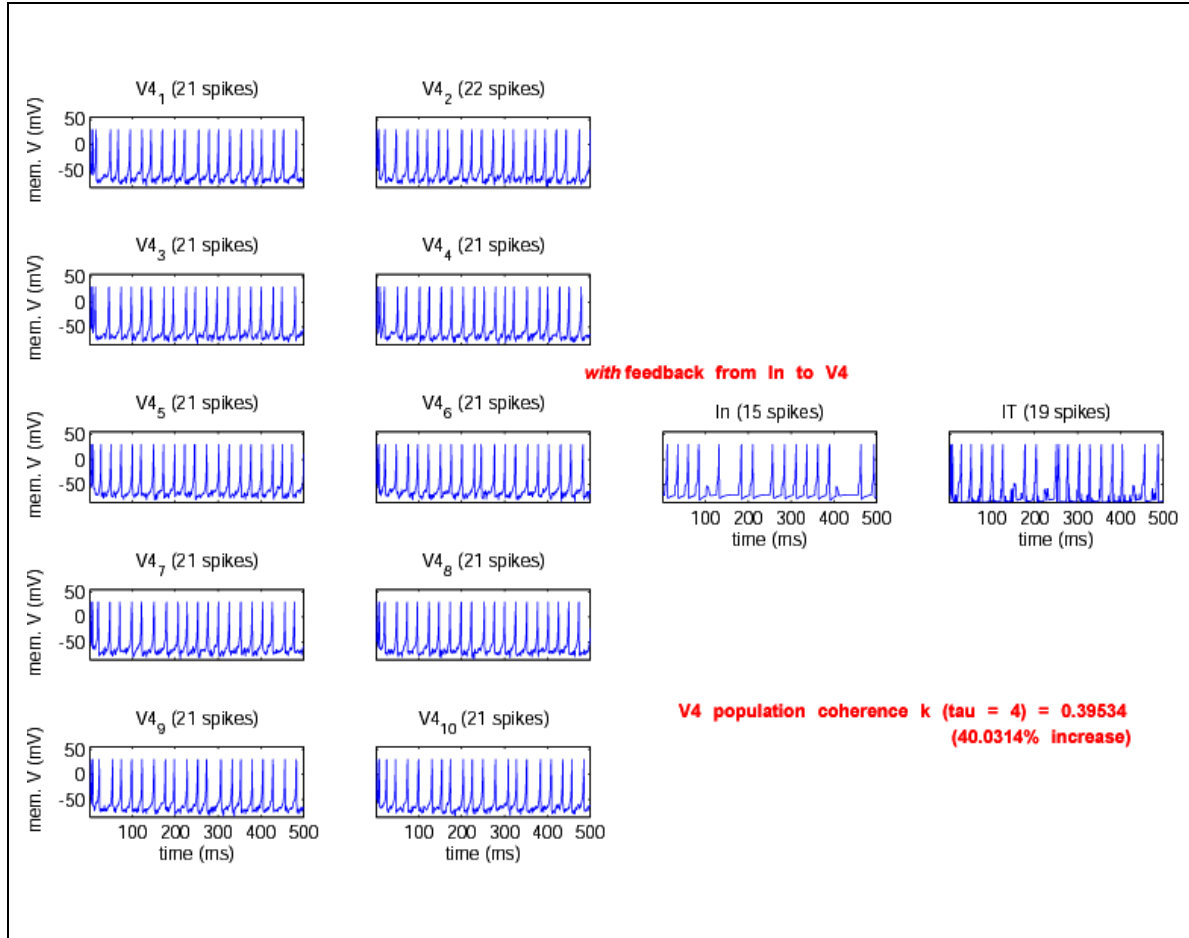 V4₁ (21 spikes)
V4₂ (22 spikes)
mem. V (mV)
50
0
-50
V4₃ (21 spikes)
V4₄ (21 spikes)
mem. V (mV)
50
0
-50
with feedback from In to V4
V4₅ (21 spikes)
V4₆ (21 spikes)
In (15 spikes)
IT (19 spikes)
mem. V (mV)
50
0
-50
100 200 300 400 500
time (ms)
100 200 300 400 500
time (ms)
V4₇ (21 spikes)
V4₈ (21 spikes)
mem. V (mV)
50
0
-50
V4 population coherence k (tau = 4) = 0.39534
(40.0314% increase)
V4₉ (21 spikes)
V4₁₀ (21 spikes)
mem. V (mV)
50
0
-50
100 200 300 400 500
time (ms)
100 200 300 400 500
time (ms)